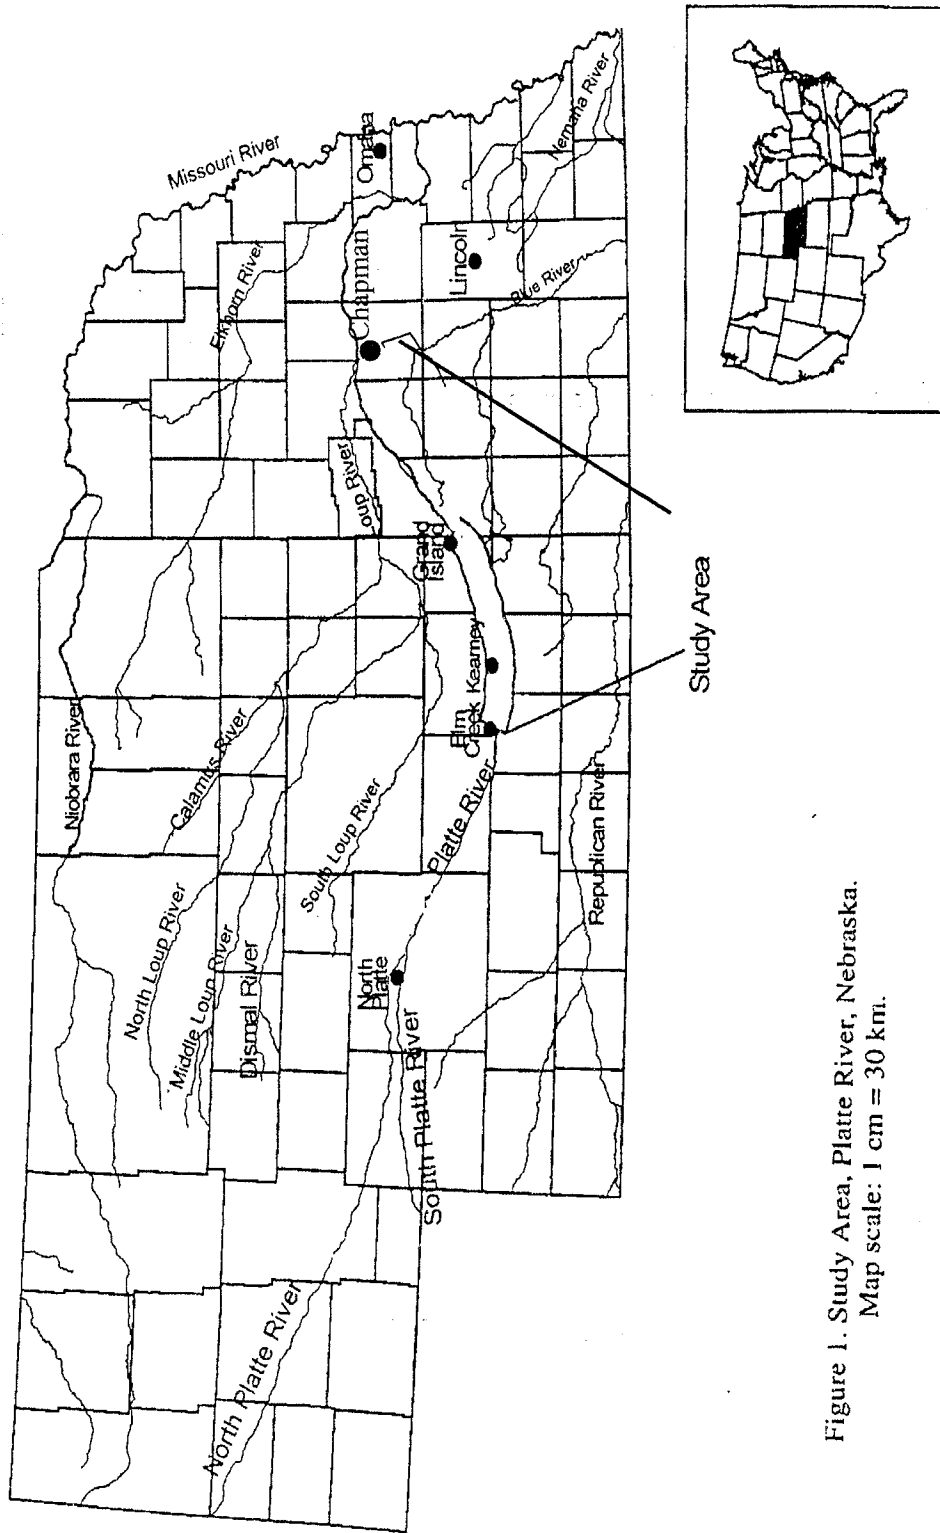 Niobrara River
Missouri River
Elkhorn River
Calamus River
North Loup River
Middle Loup River
Dismal River
South Loup River
Loup River
Omaha
Chapman
Lincoln
Blue River
Nemaha River
Grand
Island
Kearney
Elm
Creek
Platte River
North
Platte
North Platte River
South Platte River
Republican River
Study Area
Figure 1. Study Area, Platte River, Nebraska.
Map scale: 1 cm = 30 km.